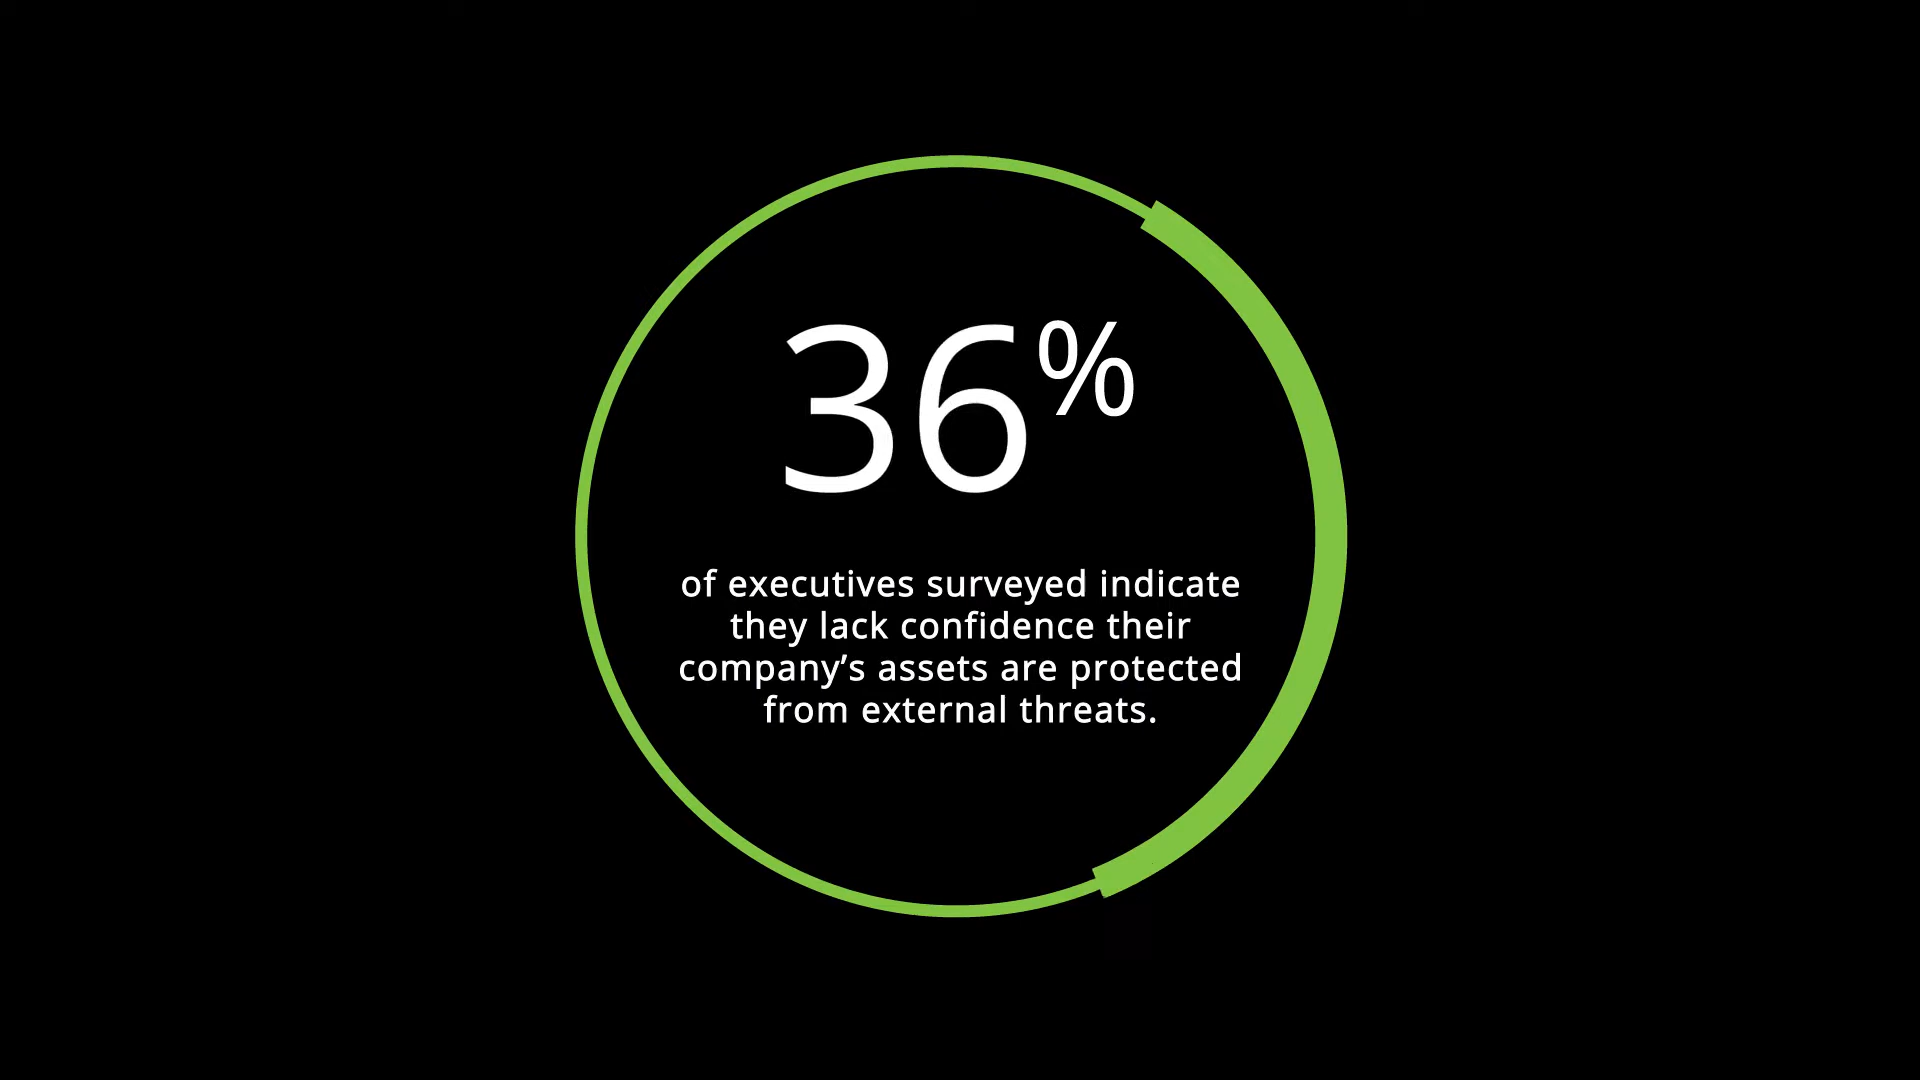 36%
of executives surveyed indicate
they lack confidence their
company’s assets are protected
from external threats.